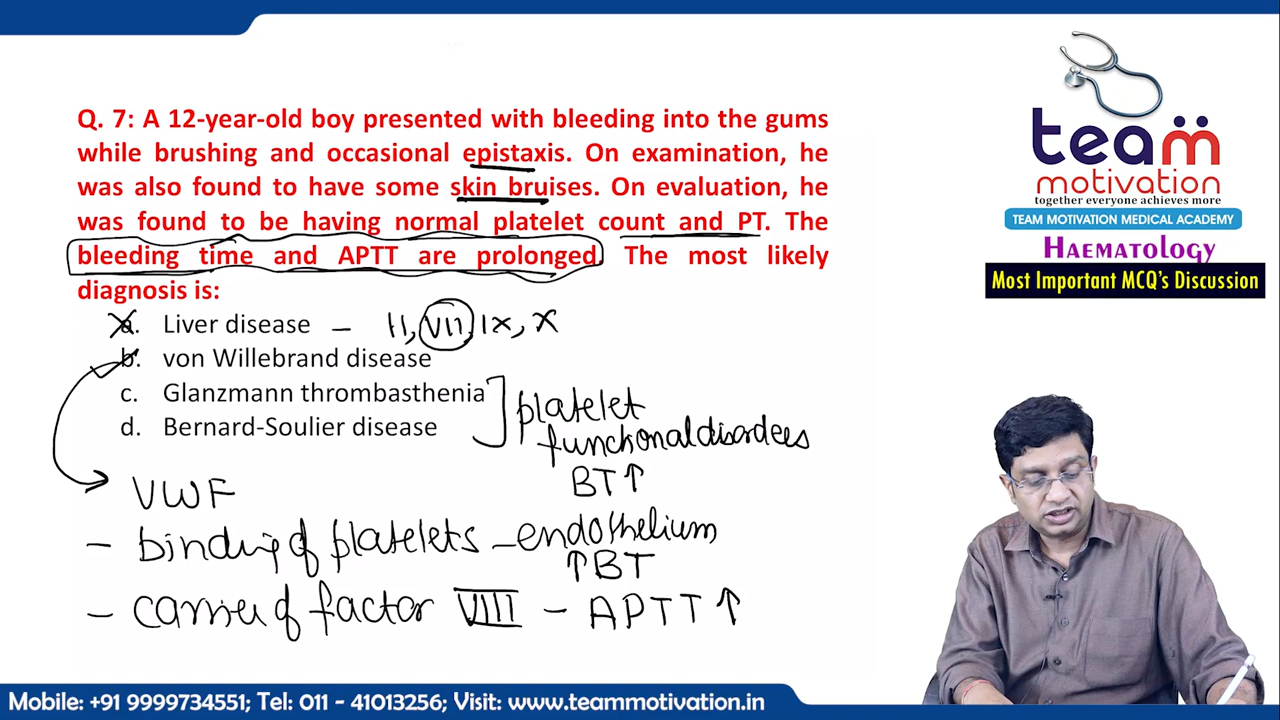 Q. 7: A 12-year-old boy presented with bleeding into the gums
while brushing and occasional epistaxis. On examination, he
was also found to have some skin bruises. On evaluation, he
was found to be having normal platelet count and PT. The
bleeding time and APTT are prolonged. The most likely
diagnosis is:
a. Liver disease – II, VII, IX, X
b. von Willebrand disease
c. Glanzmann thrombasthenia
d. Bernard-Soulier disease
platelet
functional disorders
BT ↑
VWF
- binding of platelets - endothelium
↑BT
- carrier of factor VIII - APTT ↑
team
motivation
together everyone achieves more
TEAM MOTIVATION MEDICAL ACADEMY
HAEMATOLOGY
Most Important MCQ's Discussion
Mobile: +91 9999734551; Tel: 011 - 41013256; Visit: www.teammotivation.in